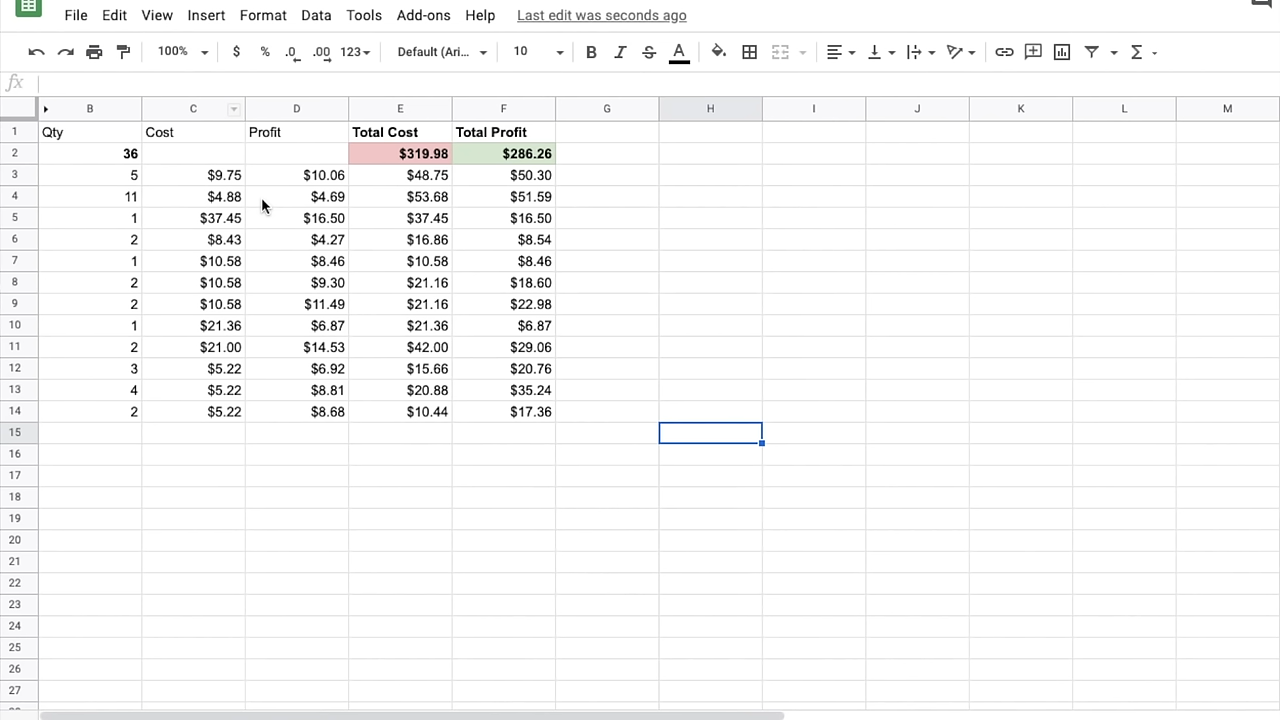 File Edit View Insert Format Data Tools Add-ons Help Last edit was seconds ago
100% $ % .0 .00 123 Default (Ari... 10 B I S A Σ
fx
B C D E F G H I J K L M
1 Qty Cost Profit Total Cost Total Profit
2 36 $319.98 $286.26
3 5 $9.75 $10.06 $48.75 $50.30
4 11 $4.88 $4.69 $53.68 $51.59
5 1 $37.45 $16.50 $37.45 $16.50
6 2 $8.43 $4.27 $16.86 $8.54
7 1 $10.58 $8.46 $10.58 $8.46
8 2 $10.58 $9.30 $21.16 $18.60
9 2 $10.58 $11.49 $21.16 $22.98
10 1 $21.36 $6.87 $21.36 $6.87
11 2 $21.00 $14.53 $42.00 $29.06
12 3 $5.22 $6.92 $15.66 $20.76
13 4 $5.22 $8.81 $20.88 $35.24
14 2 $5.22 $8.68 $10.44 $17.36
15
16
17
18
19
20
21
22
23
24
25
26
27